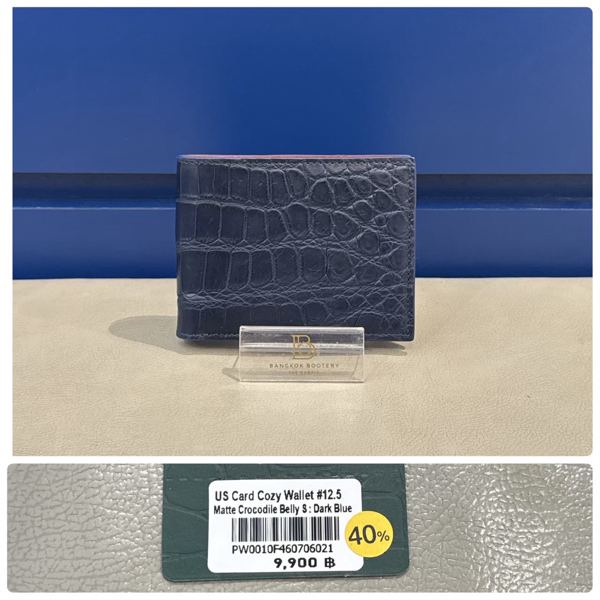 B
BANGKOK BOOTERY
US Card Cozy Wallet #12.5
Matte Crocodile Belly S : Dark Blue
40%
PW0010F460706021
9,900 ฿